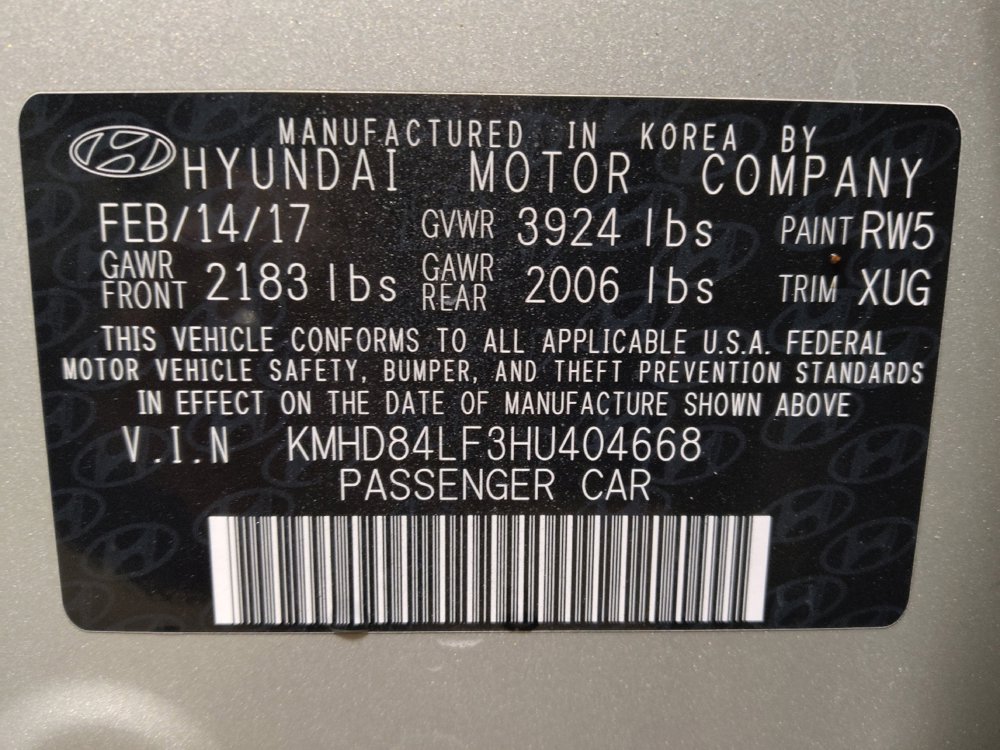 MANUFACTURED IN KOREA BY
HYUNDAI MOTOR COMPANY
FEB/14/17 GVWR 3924 lbs PAINT RW5
GAWR FRONT 2183 lbs GAWR REAR 2006 lbs TRIM XUG
THIS VEHICLE CONFORMS TO ALL APPLICABLE U.S.A. FEDERAL
MOTOR VEHICLE SAFETY, BUMPER, AND THEFT PREVENTION STANDARDS
IN EFFECT ON THE DATE OF MANUFACTURE SHOWN ABOVE
V.I.N KMHD84LF3HU404668
PASSENGER CAR